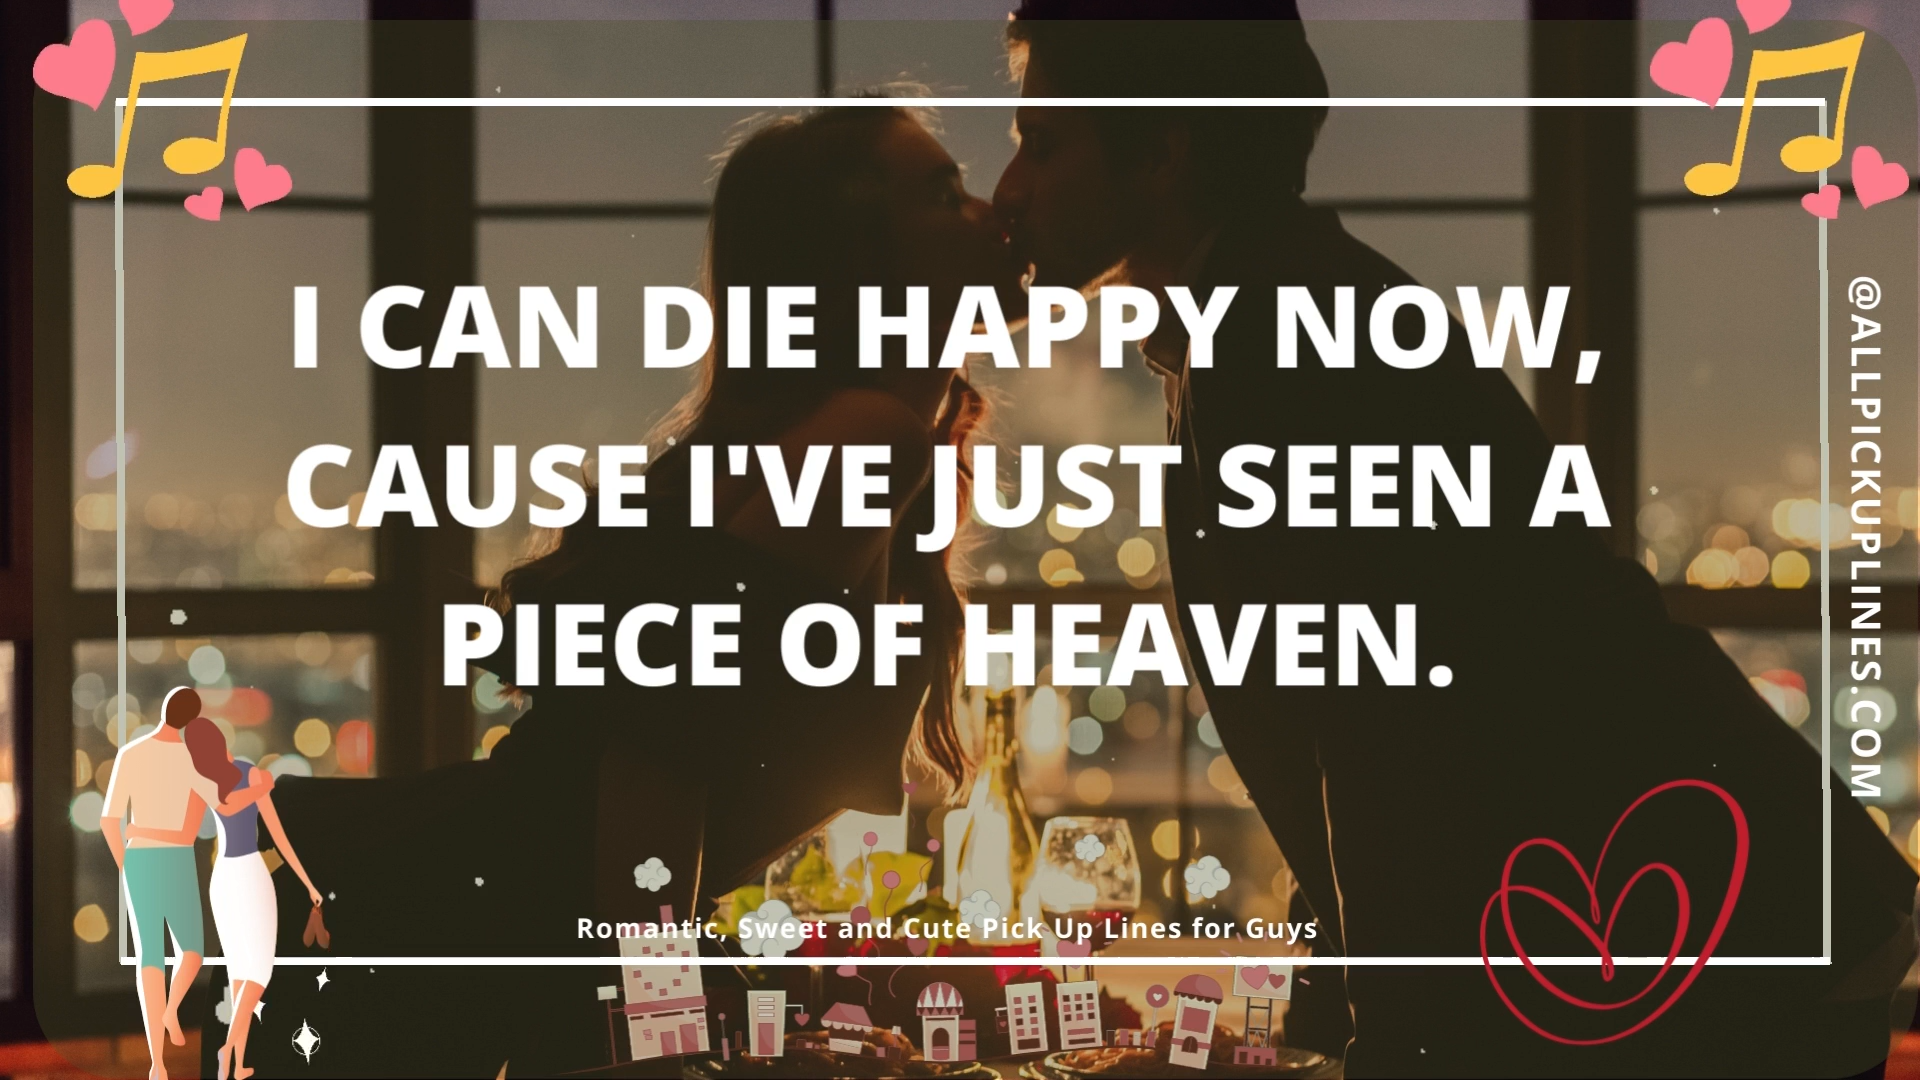 I CAN DIE HAPPY NOW,
CAUSE I'VE JUST SEEN A
PIECE OF HEAVEN.
Romantic, Sweet and Cute Pick Up Lines for Guys
@ALLPICKUPLINES.COM